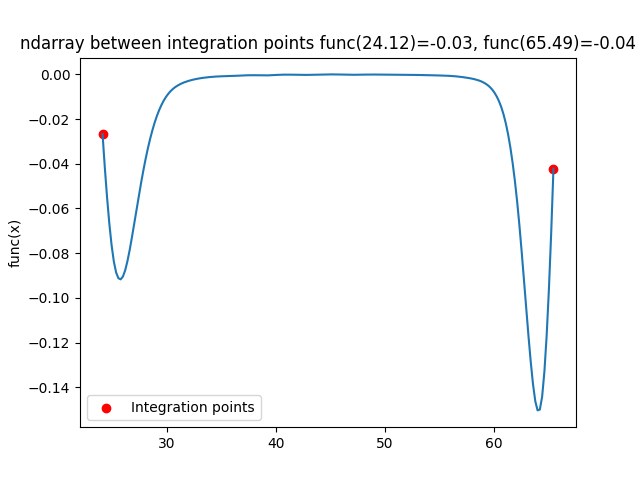 ndarray between integration points func(24.12)=-0.03, func(65.49)=-0.04
0.00
−0.02
−0.04
−0.06
−0.08
−0.10
−0.12
−0.14
func(x)
Integration points
30 40 50 60